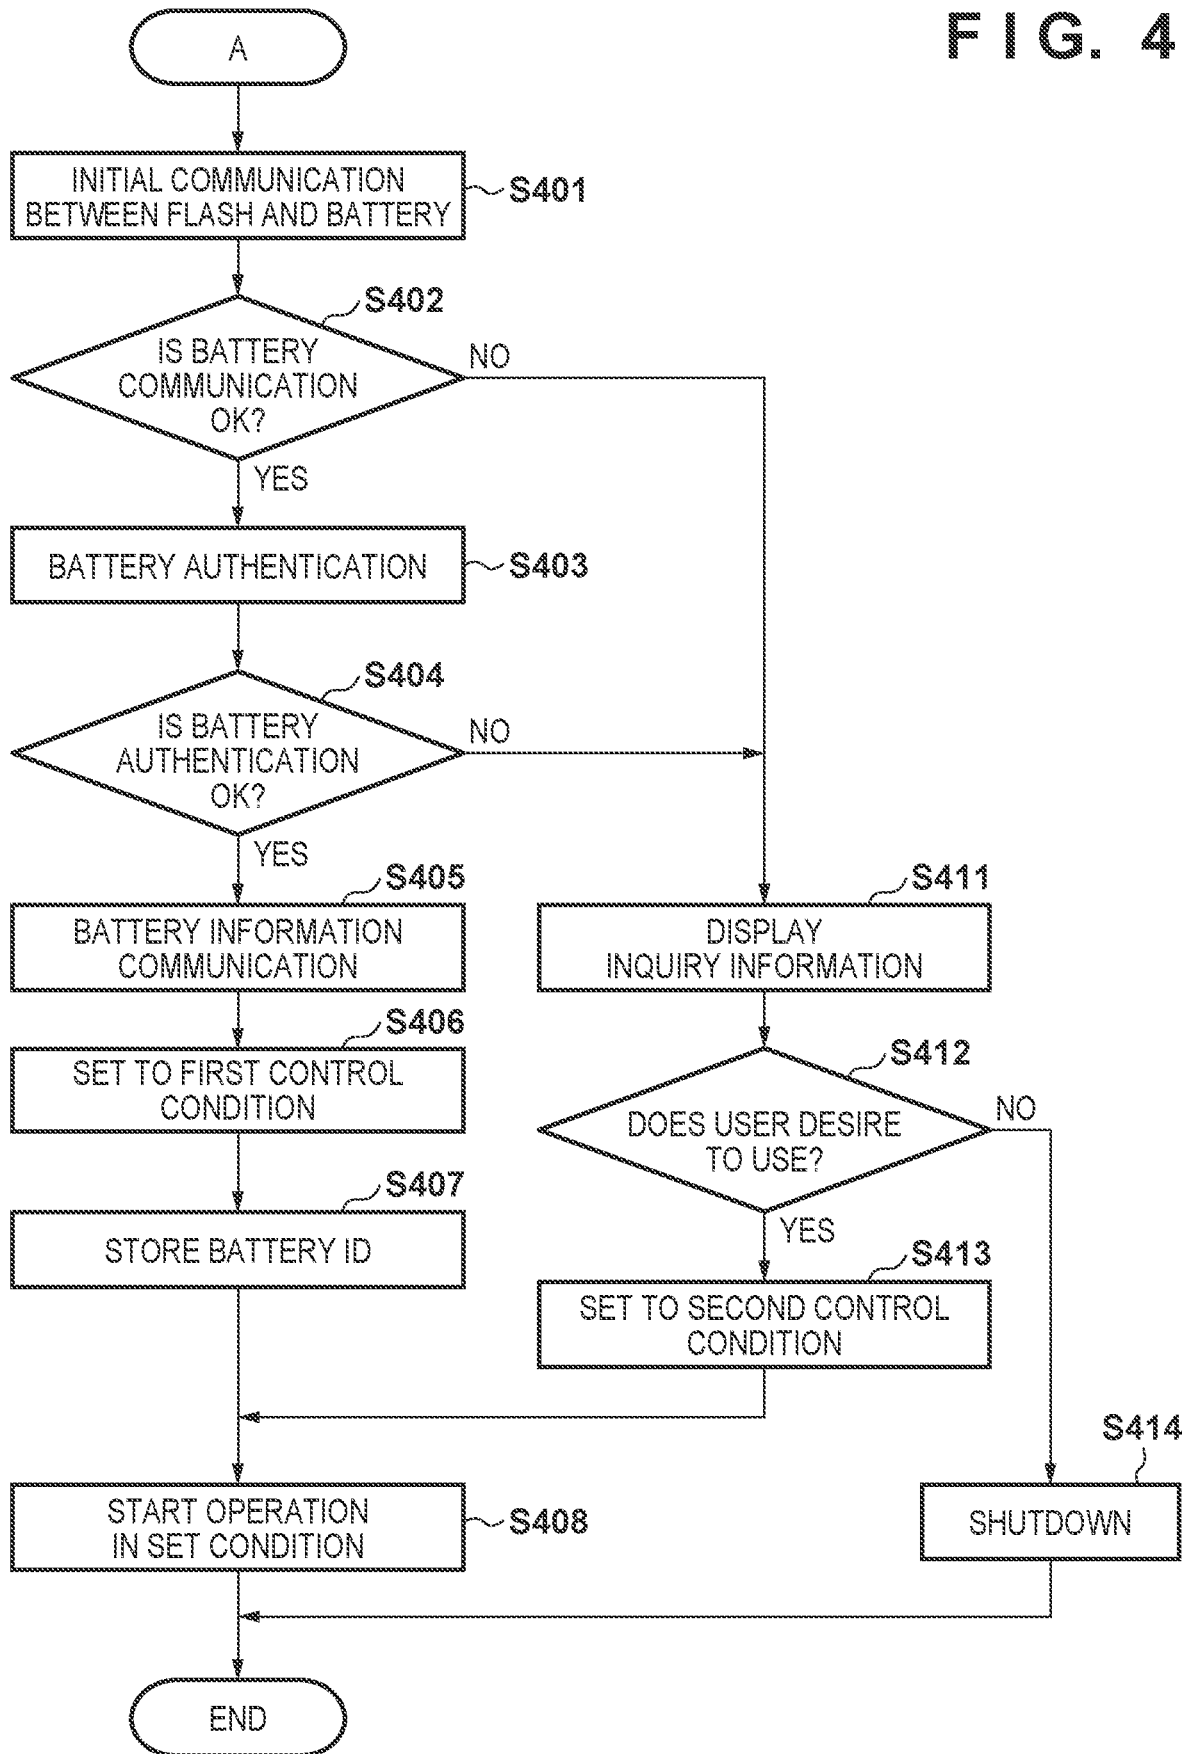 FIG. 4
A
INITIAL COMMUNICATION
BETWEEN FLASH AND BATTERY
S401
S402
IS BATTERY
COMMUNICATION
OK?
NO
YES
BATTERY AUTHENTICATION
S403
S404
IS BATTERY
AUTHENTICATION
OK?
NO
YES
S405
BATTERY INFORMATION
COMMUNICATION
S406
SET TO FIRST CONTROL
CONDITION
S407
STORE BATTERY ID
S411
DISPLAY
INQUIRY INFORMATION
S412
DOES USER DESIRE
TO USE?
NO
YES
S413
SET TO SECOND CONTROL
CONDITION
S414
SHUTDOWN
START OPERATION
IN SET CONDITION
S408
END